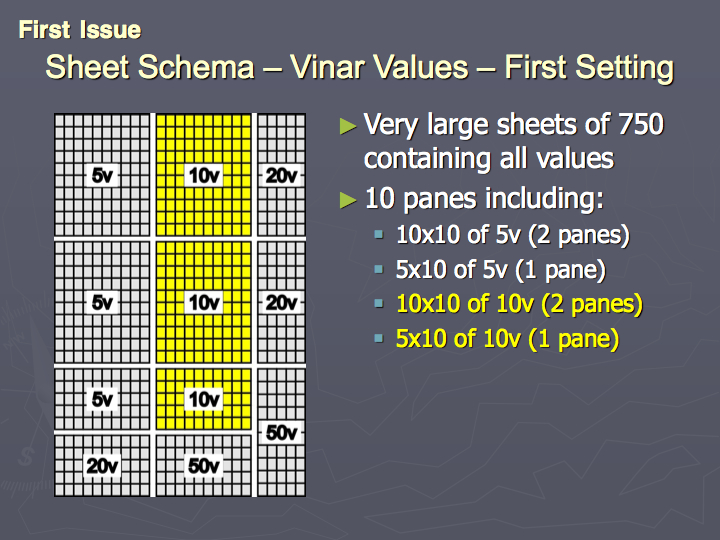 First Issue
Sheet Schema – Vinar Values – First Setting
► Very large sheets of 750
containing all values
► 10 panes including:
▪ 10x10 of 5v (2 panes)
▪ 5x10 of 5v (1 pane)
▪ 10x10 of 10v (2 panes)
▪ 5x10 of 10v (1 pane)
5v 10v 20v
5v 10v 20v
5v 10v
50v
20v 50v
S